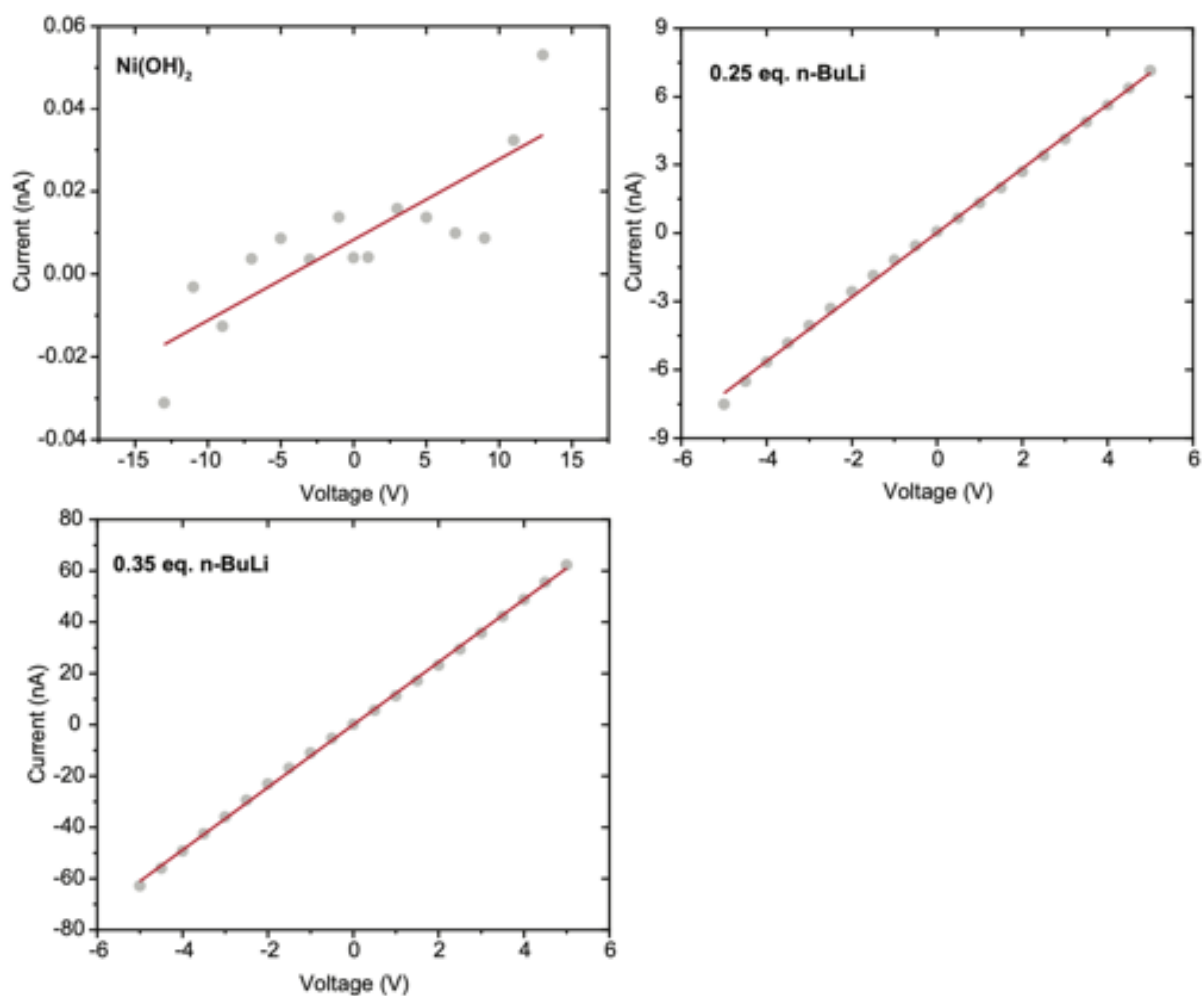 Ni(OH)2
Current (nA)
0.06
0.04
0.02
0.00
-0.02
-0.04
-15 -10 -5 0 5 10 15
Voltage (V)
0.25 eq. n-BuLi
Current (nA)
9
6
3
0
-3
-6
-9
-6 -4 -2 0 2 4 6
Voltage (V)
0.35 eq. n-BuLi
Current (nA)
80
60
40
20
0
-20
-40
-60
-80
-6 -4 -2 0 2 4 6
Voltage (V)